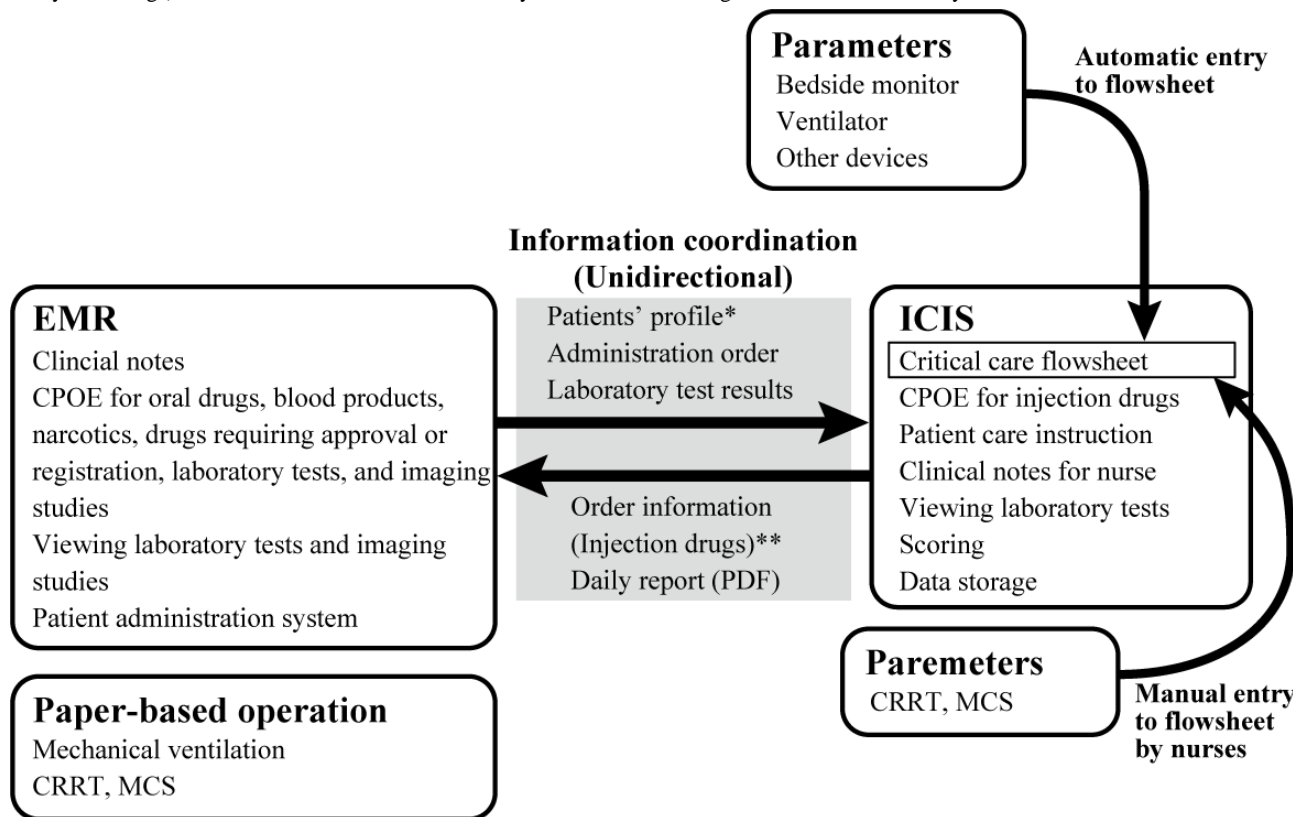 Parameters
Bedside monitor
Ventilator
Other devices
Automatic entry
to flowsheet
Information coordination
(Unidirectional)
Patients' profile*
Administration order
Laboratory test results
Order information
(Injection drugs)**
Daily report (PDF)
EMR
Clincial notes
CPOE for oral drugs, blood products,
narcotics, drugs requiring approval or
registration, laboratory tests, and imaging
studies
Viewing laboratory tests and imaging
studies
Patient administration system
ICIS
Critical care flowsheet
CPOE for injection drugs
Patient care instruction
Clinical notes for nurse
Viewing laboratory tests
Scoring
Data storage
Paremeters
CRRT, MCS
Manual entry
to flowsheet
by nurses
Paper-based operation
Mechanical ventilation
CRRT, MCS